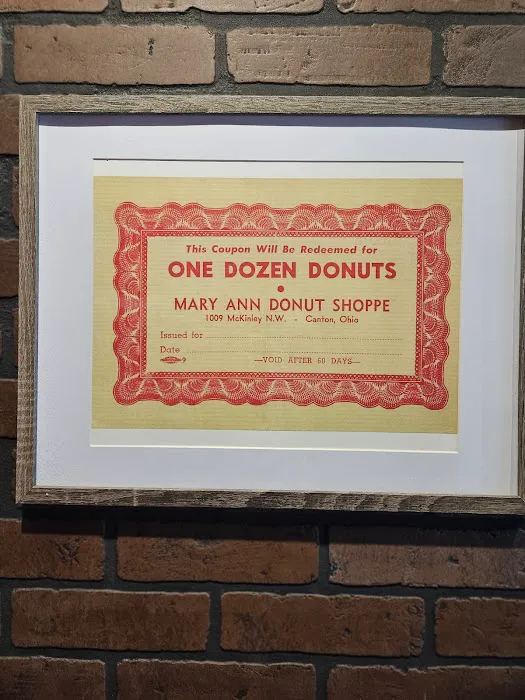 This Coupon Will Be Redeemed for
ONE DOZEN DONUTS
MARY ANN DONUT SHOPPE
1009 McKinley N.W. - Canton, Ohio
Issued for
Date
9 —VOID AFTER 60 DAYS—